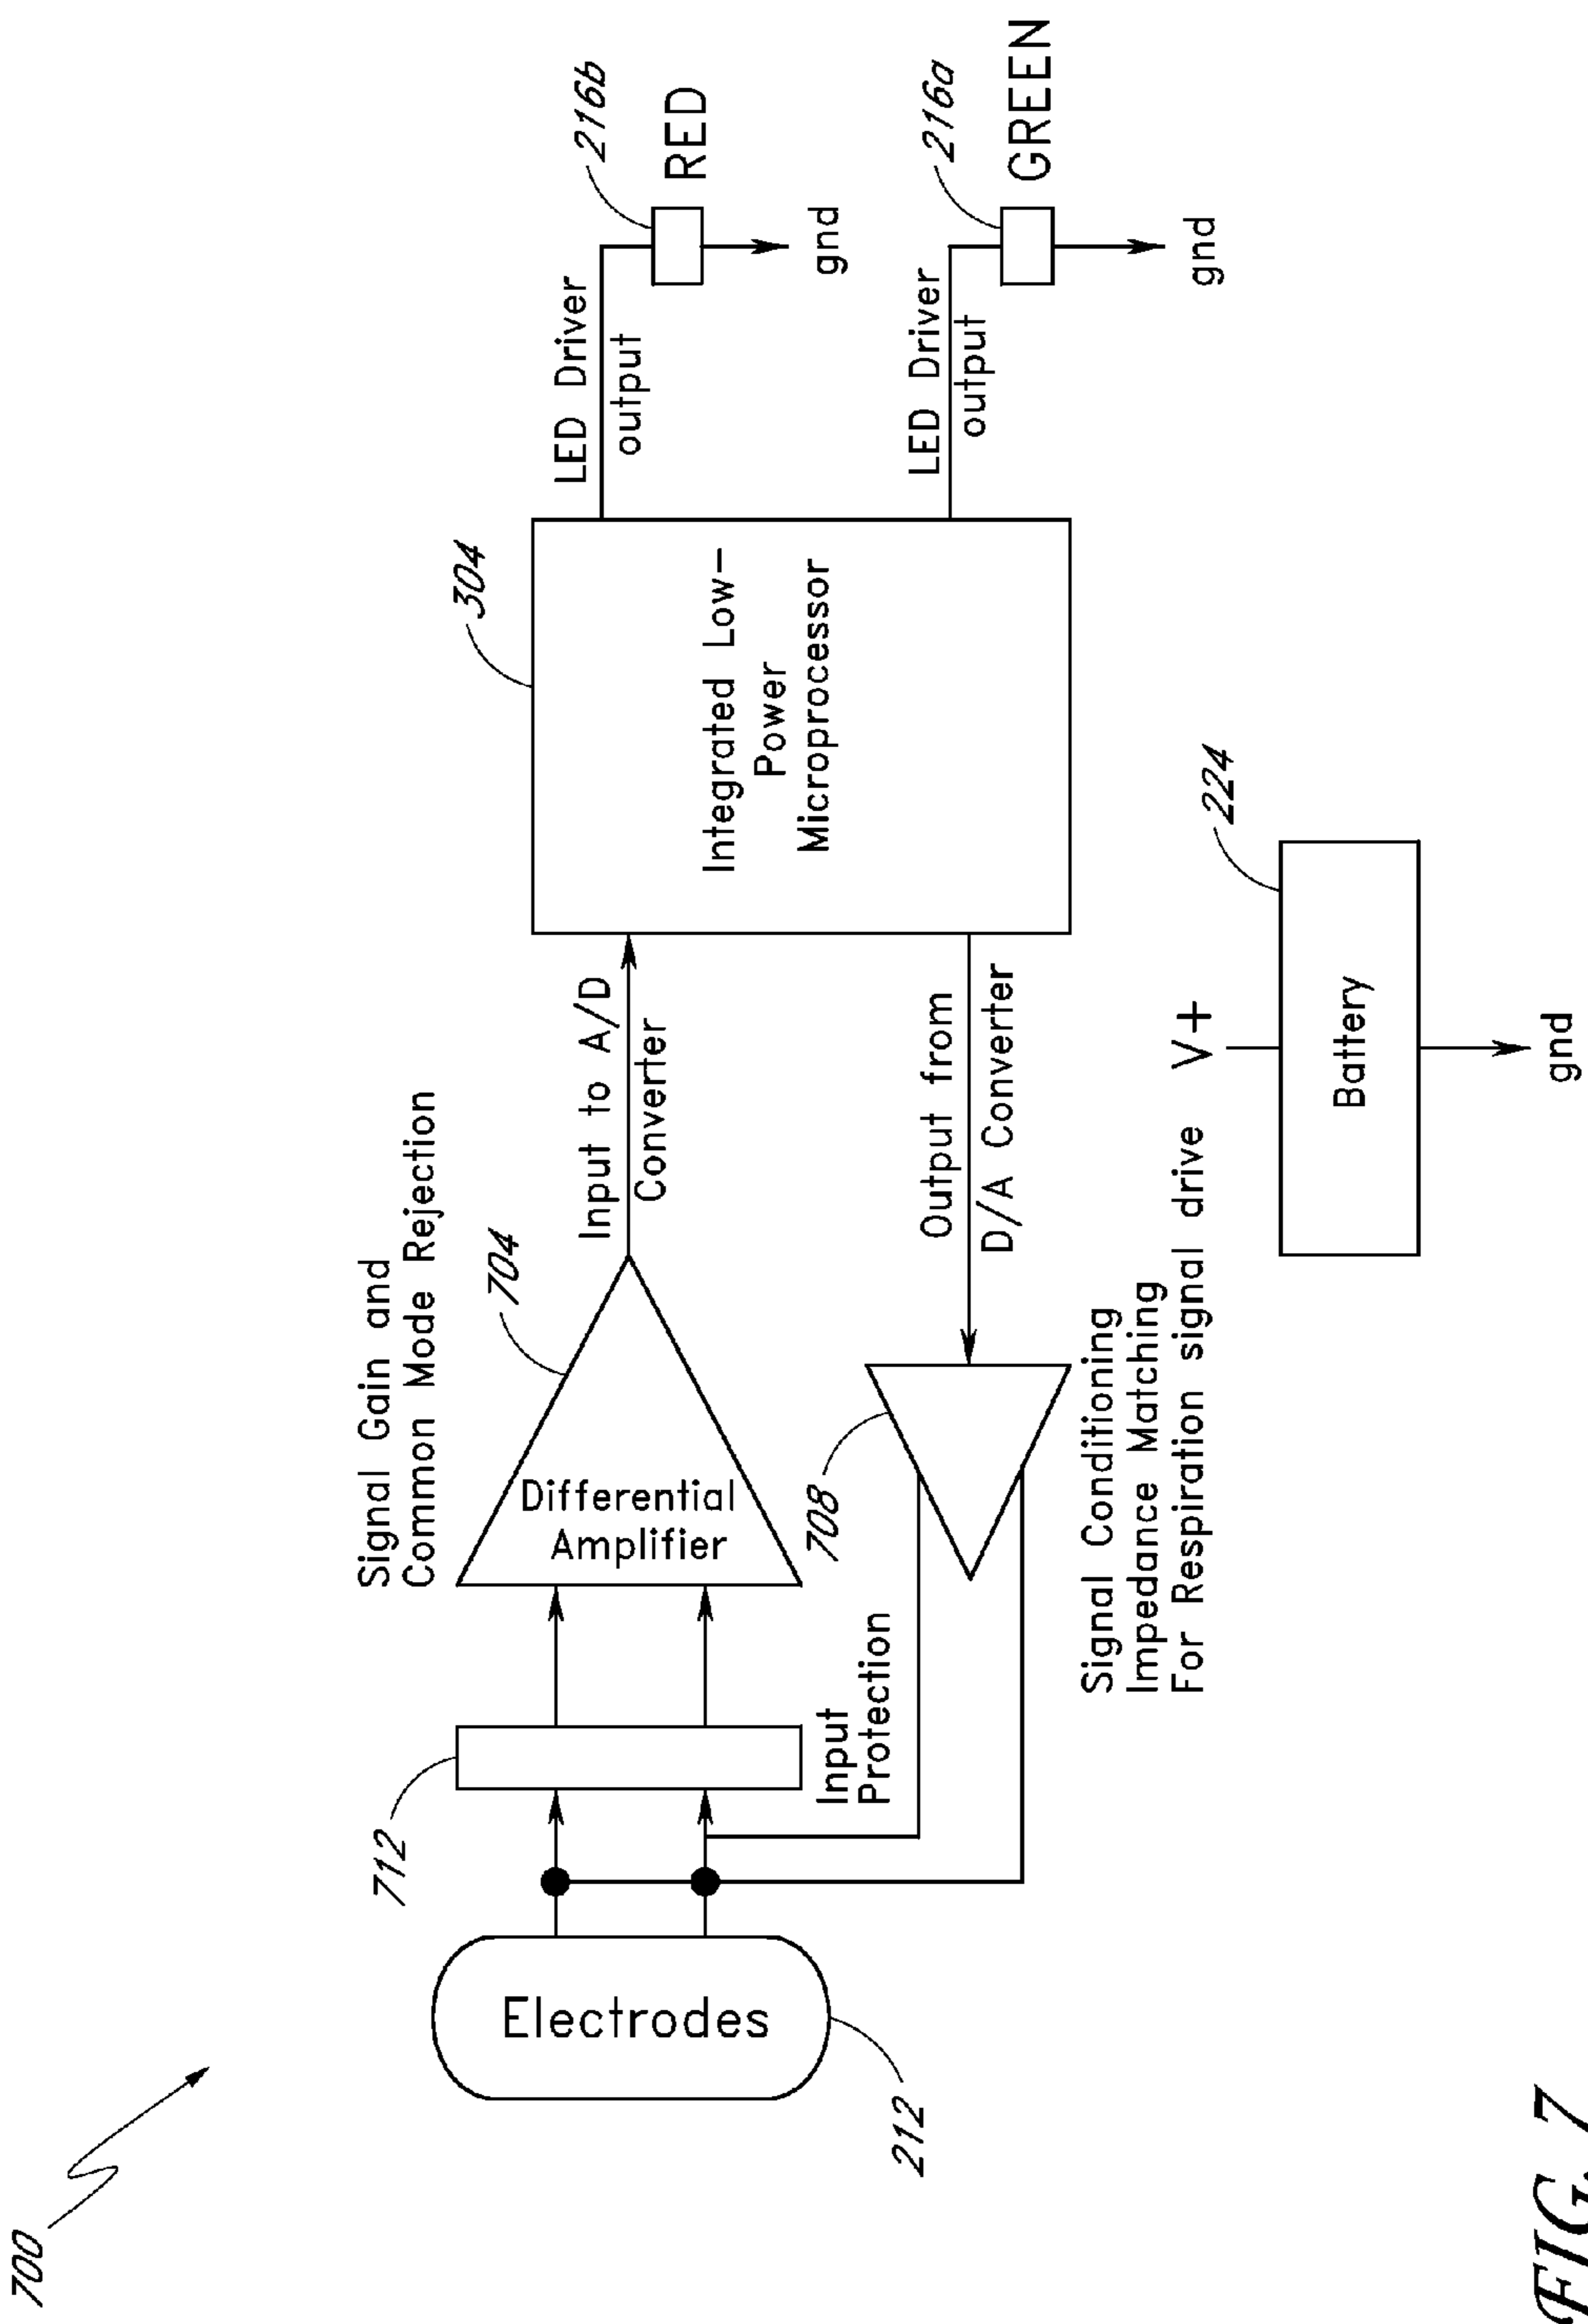 700
Signal Gain and
Common Mode Rejection
712
704
304
Electrodes
212
Differential
Amplifier
Input
Protection
Input to A/D
Converter
Integrated Low-
Power
Microprocessor
LED Driver
output
216b
RED
gnd
708
Output from
D/A Converter
LED Driver
output
216a
GREEN
gnd
Signal Conditioning
Impedance Matching
For Respiration signal drive
V+
224
Battery
gnd
FIG. 7